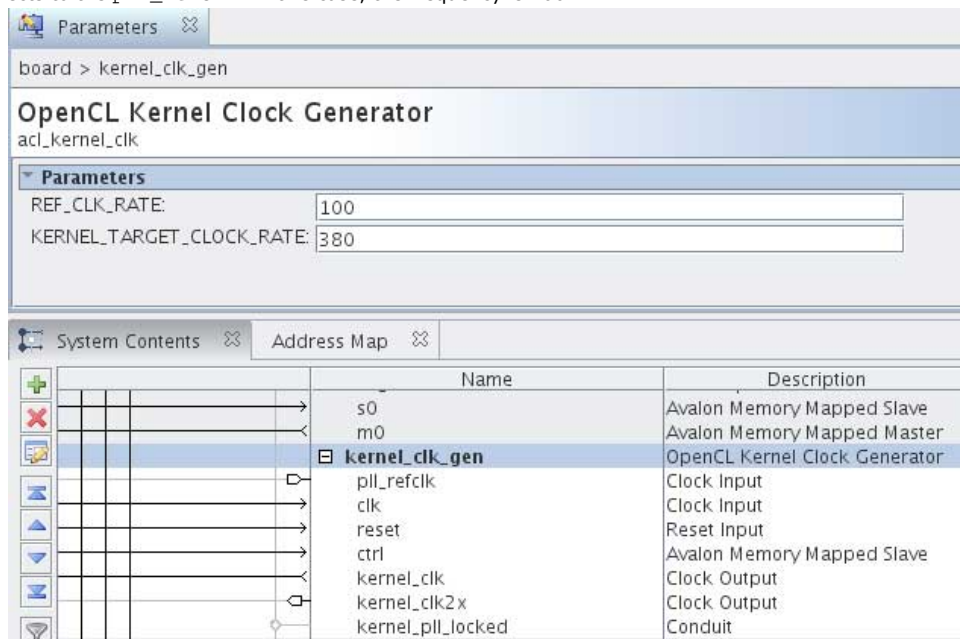 Parameters
board > kernel_clk_gen
OpenCL Kernel Clock Generator
acl_kernel_clk
Parameters
REF_CLK_RATE: 100
KERNEL_TARGET_CLOCK_RATE: 380
System Contents Address Map
Name Description
s0 Avalon Memory Mapped Slave
m0 Avalon Memory Mapped Master
kernel_clk_gen OpenCL Kernel Clock Generator
pll_refclk Clock Input
clk Clock Input
reset Reset Input
ctrl Avalon Memory Mapped Slave
kernel_clk Clock Output
kernel_clk2x Clock Output
kernel_pll_locked Conduit